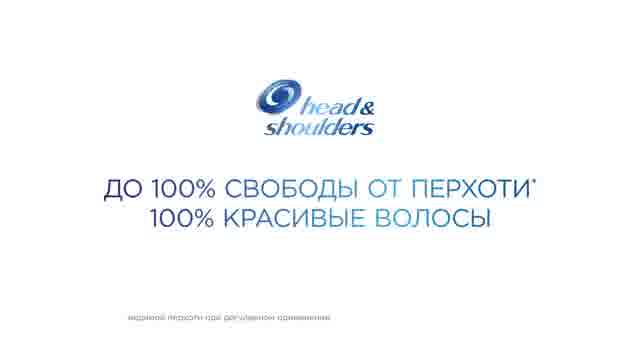 head&
shoulders
ДО 100% СВОБОДЫ ОТ ПЕРХОТИ*
100% КРАСИВЫЕ ВОЛОСЫ
видимой перхоти при регулярном применении